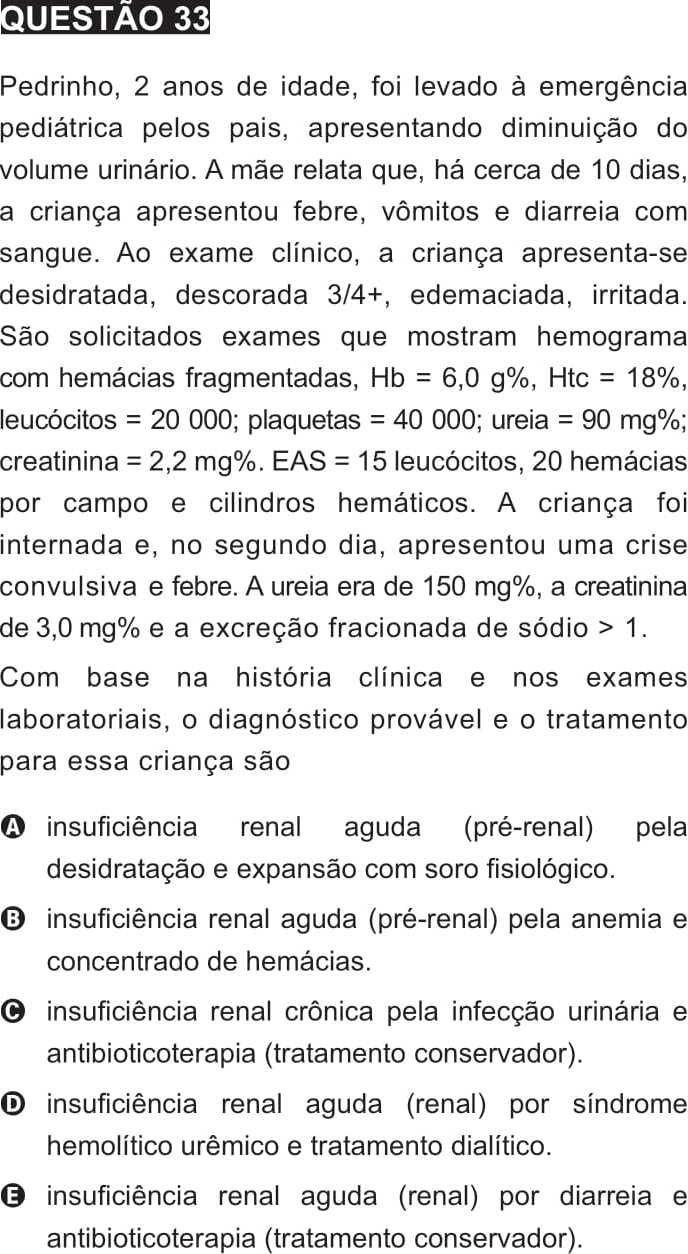 QUESTÃO 33
Pedrinho, 2 anos de idade, foi levado à emergência
pediátrica pelos pais, apresentando diminuição do
volume urinário. A mãe relata que, há cerca de 10 dias,
a criança apresentou febre, vômitos e diarreia com
sangue. Ao exame clínico, a criança apresenta-se
desidratada, descorada 3/4+, edemaciada, irritada.
São solicitados exames que mostram hemograma
com hemácias fragmentadas, Hb = 6,0 g%, Htc = 18%,
leucócitos = 20 000; plaquetas = 40 000; ureia = 90 mg%;
creatinina = 2,2 mg%. EAS = 15 leucócitos, 20 hemácias
por campo e cilindros hemáticos. A criança foi
internada e, no segundo dia, apresentou uma crise
convulsiva e febre. A ureia era de 150 mg%, a creatinina
de 3,0 mg% e a excreção fracionada de sódio > 1.
Com base na história clínica e nos exames
laboratoriais, o diagnóstico provável e o tratamento
para essa criança são
A insuficiência renal aguda (pré-renal) pela
desidratação e expansão com soro fisiológico.
B insuficiência renal aguda (pré-renal) pela anemia e
concentrado de hemácias.
C insuficiência renal crônica pela infecção urinária e
antibioticoterapia (tratamento conservador).
D insuficiência renal aguda (renal) por síndrome
hemolítico urêmico e tratamento dialítico.
E insuficiência renal aguda (renal) por diarreia e
antibioticoterapia (tratamento conservador).